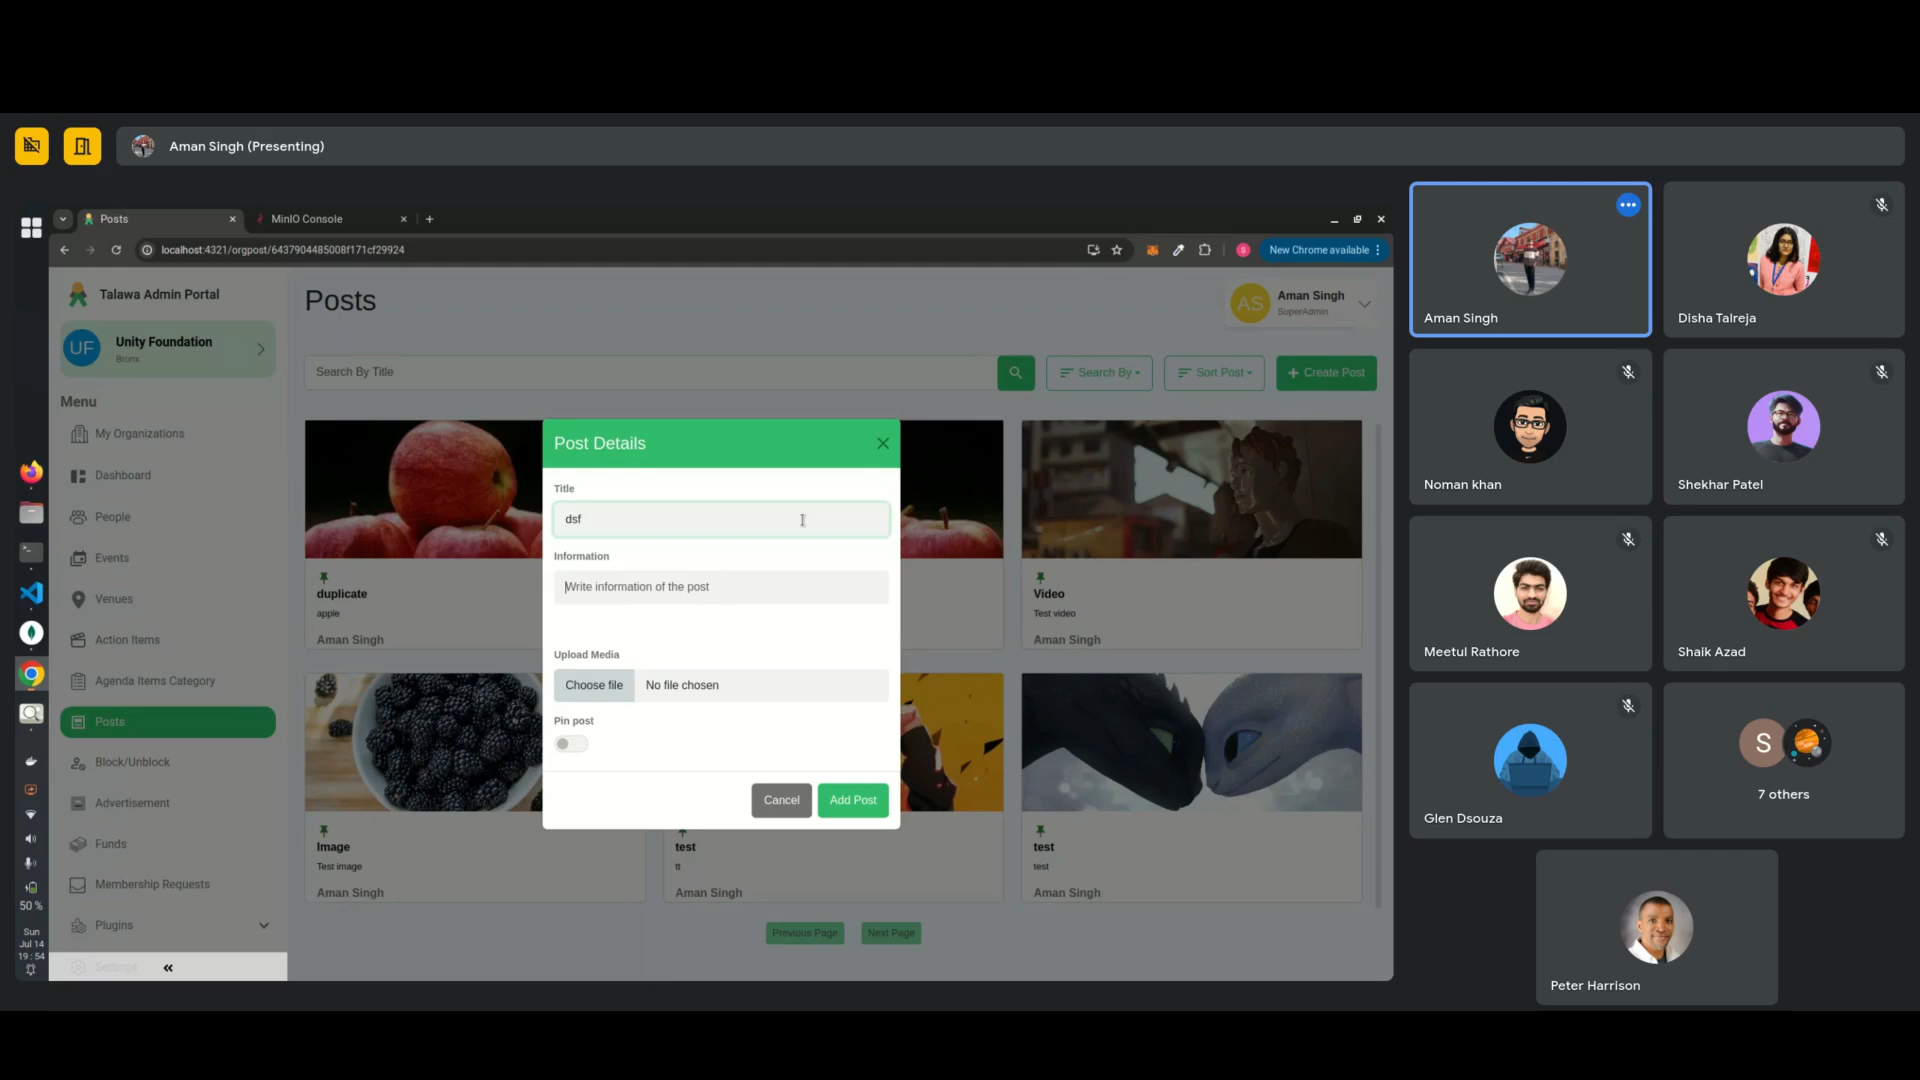 Aman Singh (Presenting)
Posts
MinIO Console
localhost:4321/orgpost/6437904485008f171cf29924
New Chrome available
S
Talawa Admin Portal
UF
Unity Foundation
Bronx
Menu
My Organizations
Dashboard
People
Events
Venues
Action Items
Agenda Items Category
Posts
Block/Unblock
Advertisement
Funds
Membership Requests
Plugins
Settings
50 %
Sun
Jul 14
19 : 54
Posts
AS
Aman Singh
SuperAdmin
Search By Title
Search By
Sort Post
+ Create Post
duplicate
apple
Aman Singh
Video
Test video
Aman Singh
Image
Test image
Aman Singh
test
tt
Aman Singh
test
test
Aman Singh
Previous Page
Next Page
Post Details
Title
dsf
Information
Write information of the post
Upload Media
Choose file
No file chosen
Pin post
Cancel
Add Post
Aman Singh
Disha Talreja
Noman khan
Shekhar Patel
Meetul Rathore
Shaik Azad
Glen Dsouza
S
7 others
Peter Harrison